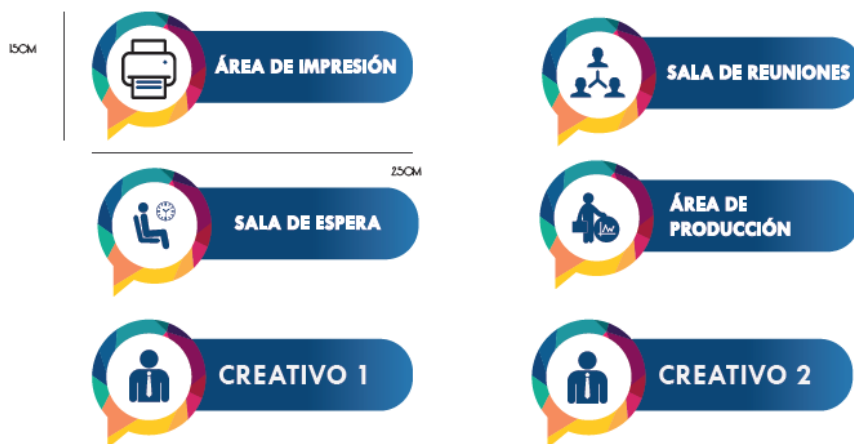 15CM
ÁREA DE IMPRESIÓN
SALA DE REUNIONES
25CM
SALA DE ESPERA
ÁREA DE
PRODUCCIÓN
CREATIVO 1
CREATIVO 2